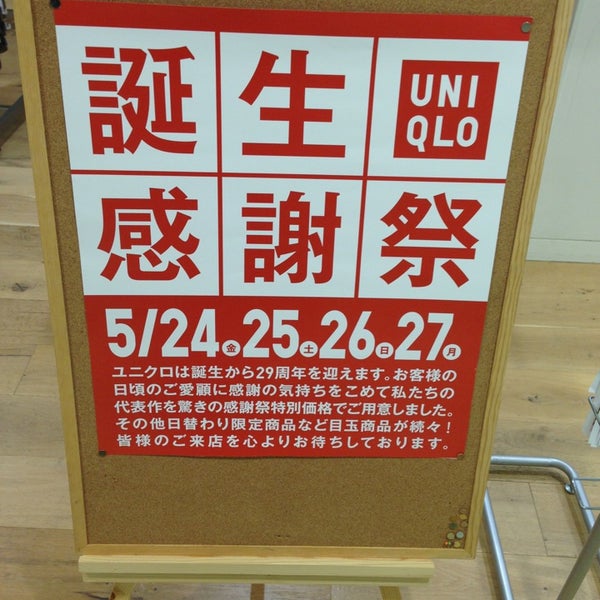 誕生 UNI
QLO
感謝祭
5/24金25土26日27月
ユニクロは誕生から29周年を迎えます。お客様の
日頃のご愛顧に感謝の気持ちをこめて私たちの
代表作を驚きの感謝祭特別価格でご用意しました。
その他日替わり限定商品など目玉商品が続々！
皆様のご来店を心よりお待ちしております。